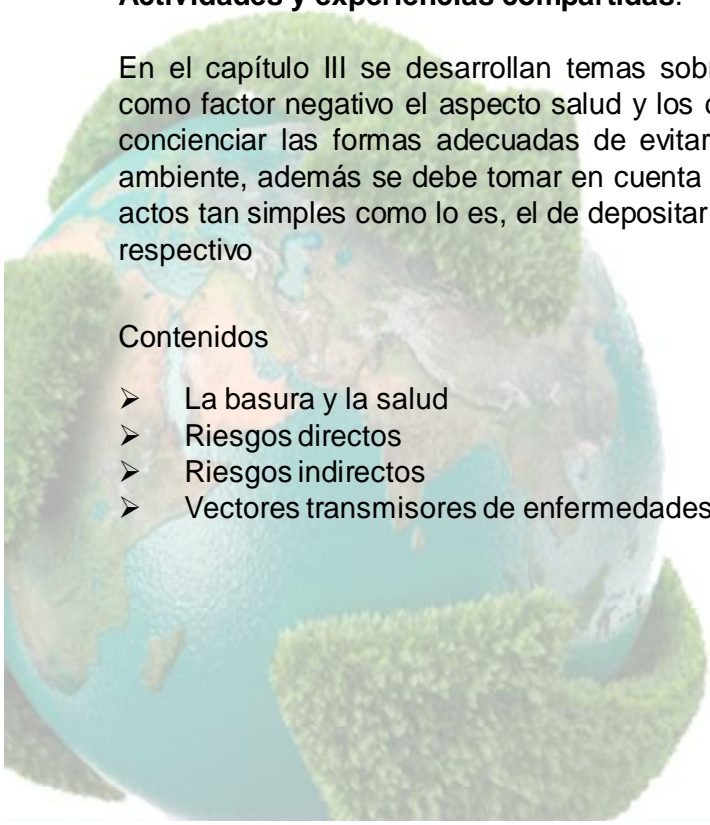 Actividades y experiencias compartidas.
En el capítulo III se desarrollan temas
como factor negativo el aspecto salud y los
concienciar las formas adecuadas de evitar
ambiente, además se debe tomar en cuenta
actos tan simples como lo es, el de depositar
respectivo
Contenidos
➢ La basura y la salud
➢ Riesgos directos
➢ Riesgos indirectos
➢ Vectores transmisores de enfermedades